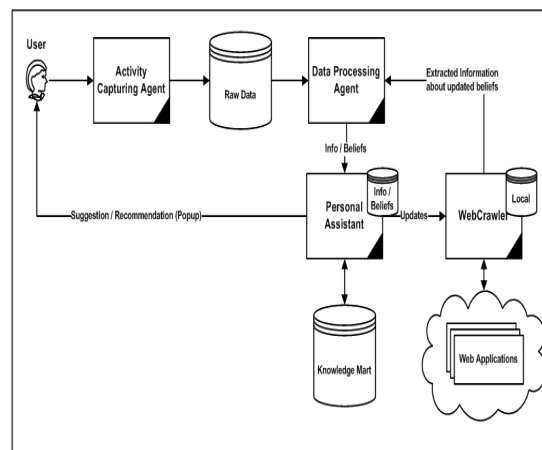 User
Activity
Capturing Agent
Raw Data
Data Processing
Agent
Extracted Information
about updated beliefs
Info / Beliefs
Personal
Assistant
Info /
Beliefs
Updates
WebCrawler
Local
Suggestion / Recommendation (Popup)
Knowledge Mart
Web Applications